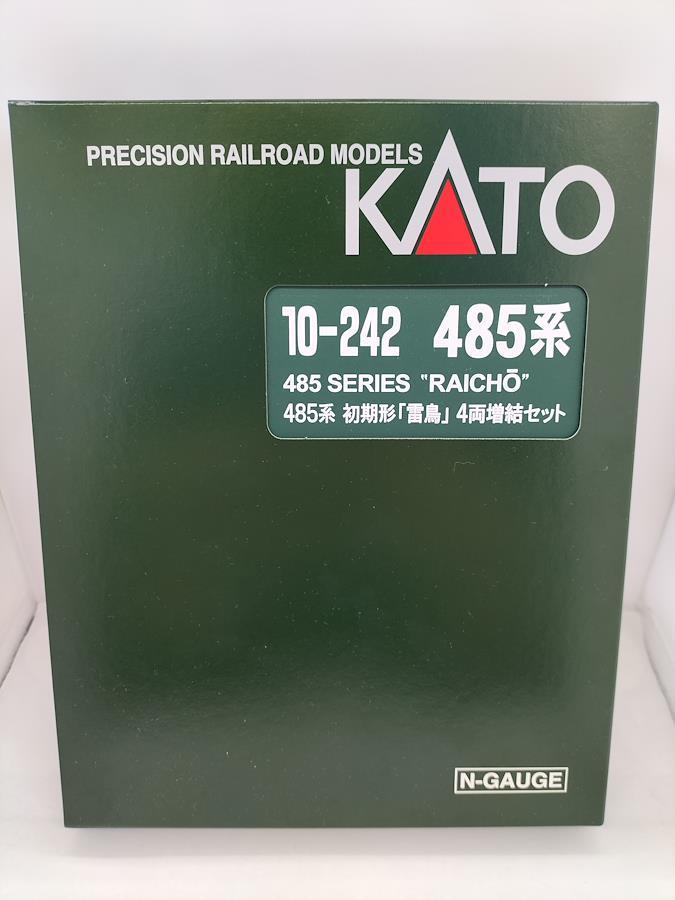 PRECISION RAILROAD MODELS
KATO
10-242 485系
485 SERIES "RAICHŌ"
485系 初期形「雷鳥」4両増結セット
N-GAUGE